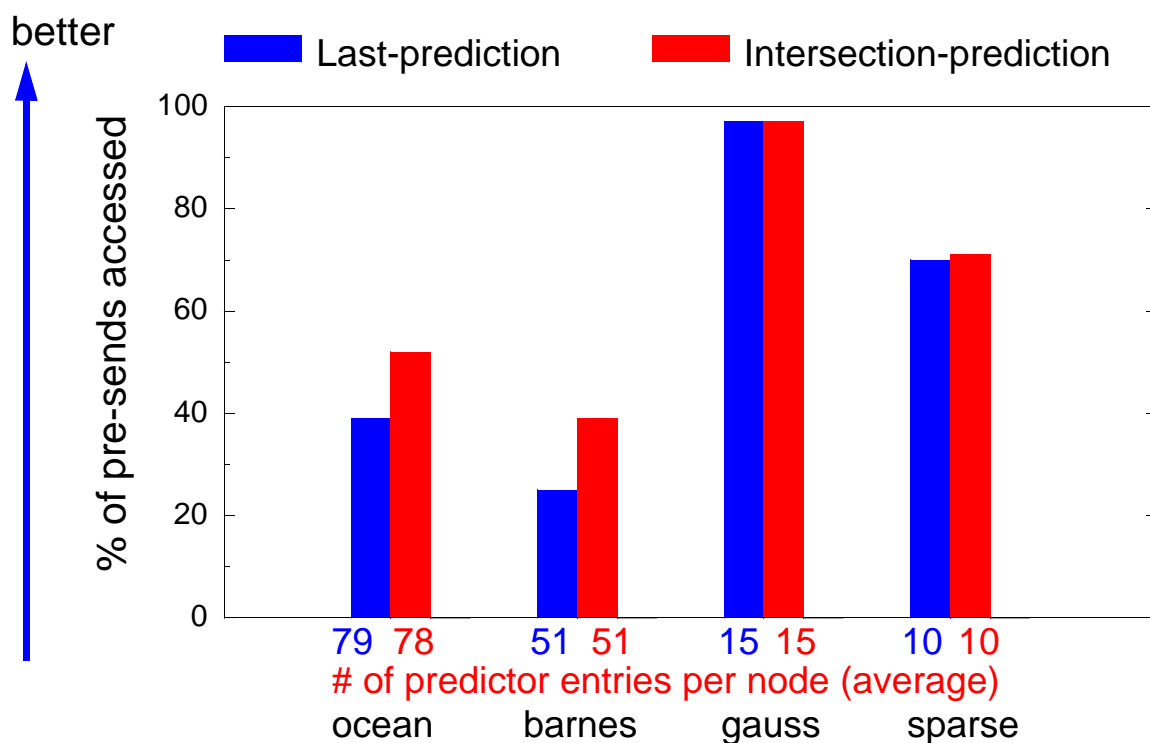 better
Last-prediction Intersection-prediction
% of pre-sends accessed
100
80
60
40
20
0
79 78 51 51 15 15 10 10
# of predictor entries per node (average)
ocean barnes gauss sparse